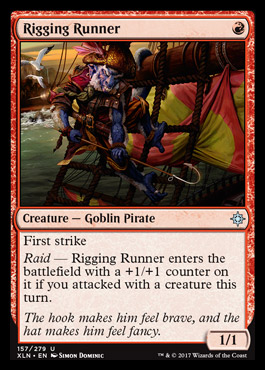 Rigging Runner
Creature — Goblin Pirate
First strike
Raid — Rigging Runner enters the
battlefield with a +1/+1 counter on
it if you attacked with a creature this
turn.
The hook makes him feel brave, and the
hat makes him feel fancy.
1/1
157/279 U
XLN • EN SIMON DOMINIC
™ & © 2017 Wizards of the Coast